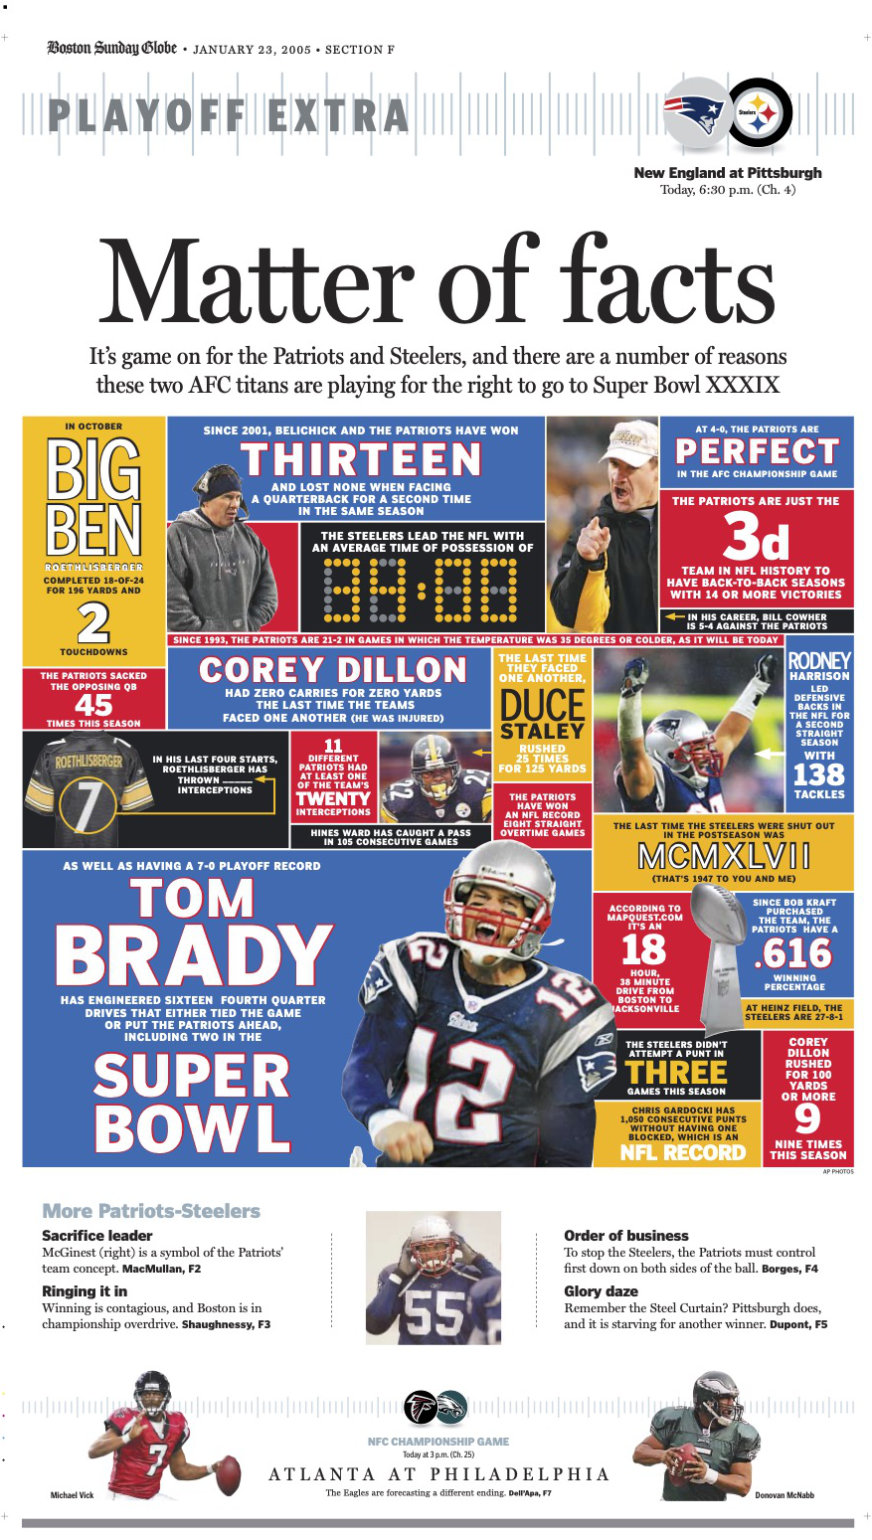 Boston Sunday Globe • JANUARY 23, 2005 • SECTION F
PLAYOFF EXTRA
Steelers
New England at Pittsburgh
Today, 6:30 p.m. (Ch. 4)
Matter of facts
It's game on for the Patriots and Steelers, and there are a number of reasons
these two AFC titans are playing for the right to go to Super Bowl XXXIX
IN OCTOBER
BIG
BEN
ROETHLISBERGER
COMPLETED 18-OF-24
FOR 196 YARDS AND
2
TOUCHDOWNS
SINCE 2001, BELICHICK AND THE PATRIOTS HAVE WON
THIRTEEN
AND LOST NONE WHEN FACING
A QUARTERBACK FOR A SECOND TIME
IN THE SAME SEASON
THE STEELERS LEAD THE NFL WITH
AN AVERAGE TIME OF POSSESSION OF
34:00
AT 4-0, THE PATRIOTS ARE
PERFECT
IN THE AFC CHAMPIONSHIP GAME
THE PATRIOTS ARE JUST THE
3d
TEAM IN NFL HISTORY TO
HAVE BACK-TO-BACK SEASONS
WITH 14 OR MORE VICTORIES
IN HIS CAREER, BILL COWHER
IS 5-4 AGAINST THE PATRIOTS
SINCE 1993, THE PATRIOTS ARE 21-2 IN GAMES IN WHICH THE TEMPERATURE WAS 35 DEGREES OR COLDER, AS IT WILL BE TODAY
THE PATRIOTS SACKED
THE OPPOSING QB
45
TIMES THIS SEASON
COREY DILLON
HAD ZERO CARRIES FOR ZERO YARDS
THE LAST TIME THE TEAMS
FACED ONE ANOTHER (HE WAS INJURED)
THE LAST TIME
THEY FACED
ONE ANOTHER,
DUCE
STALEY
RUSHED
25 TIMES
FOR 125 YARDS
RODNEY
HARRISON
LED
DEFENSIVE
BACKS IN
THE NFL FOR
A SECOND
STRAIGHT
SEASON
WITH
138
TACKLES
ROETHLISBERGER
7
IN HIS LAST FOUR STARTS,
ROETHLISBERGER HAS
THROWN ______
INTERCEPTIONS
11
DIFFERENT
PATRIOTS HAD
AT LEAST ONE
OF THE TEAM'S
TWENTY
INTERCEPTIONS
22
22
HINES WARD HAS CAUGHT A PASS
IN 105 CONSECUTIVE GAMES
THE PATRIOTS
HAVE WON
AN NFL RECORD
EIGHT STRAIGHT
OVERTIME GAMES
THE LAST TIME THE STEELERS WERE SHUT OUT
IN THE POSTSEASON WAS
MCMXLVII
(THAT'S 1947 TO YOU AND ME)
AS WELL AS HAVING A 7-0 PLAYOFF RECORD
TOM
BRADY
HAS ENGINEERED SIXTEEN FOURTH QUARTER
DRIVES THAT EITHER TIED THE GAME
OR PUT THE PATRIOTS AHEAD,
INCLUDING TWO IN THE
SUPER
BOWL
12
12
12
ACCORDING TO
MAPQUEST.COM
IT'S AN
18
HOUR,
38 MINUTE
DRIVE FROM
BOSTON TO
JACKSONVILLE
SINCE BOB KRAFT
PURCHASED
THE TEAM, THE
PATRIOTS HAVE A
.616
WINNING
PERCENTAGE
AT HEINZ FIELD, THE
STEELERS ARE 27-8-1
THE STEELERS DIDN'T
ATTEMPT A PUNT IN
THREE
GAMES THIS SEASON
COREY
DILLON
RUSHED
FOR 100
YARDS
OR MORE
9
NINE TIMES
THIS SEASON
CHRIS GARDOCKI HAS
1,050 CONSECUTIVE PUNTS
WITHOUT HAVING ONE
BLOCKED, WHICH IS AN
NFL RECORD
AP PHOTOS
More Patriots-Steelers
Sacrifice leader
McGinest (right) is a symbol of the Patriots'
team concept. MacMullan, F2
Ringing it in
Winning is contagious, and Boston is in
championship overdrive. Shaughnessy, F3
55
Order of business
To stop the Steelers, the Patriots must control
first down on both sides of the ball. Borges, F4
Glory daze
Remember the Steel Curtain? Pittsburgh does,
and it is starving for another winner. Dupont, F5
7
Michael Vick
NFC CHAMPIONSHIP GAME
Today at 3 p.m. (Ch. 25)
ATLANTA AT PHILADELPHIA
The Eagles are forecasting a different ending. Dell'Apa, F7
Donovan McNabb